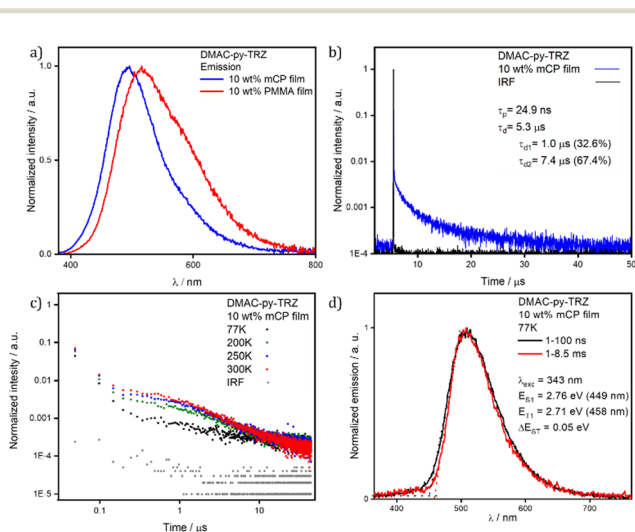 a)
DMAC-py-TRZ
Emission
10 wt% mCP film
10 wt% PMMA film
Normalized intensity / a.u.
1.0
0.5
0.0
400
600
800
λ / nm
b)
DMAC-py-TRZ
10 wt% mCP film
IRF
τp= 24.9 ns
τd= 5.3 μs
τd1= 1.0 μs (32.6%)
τd2= 7.4 μs (67.4%)
Normalized intensity / a.u.
1
0.1
0.01
0.001
1E-4
10
20
30
40
50
Time / μs
c)
DMAC-py-TRZ
10 wt% mCP film
77K
200K
250K
300K
IRF
Normalized intesity / a.u.
1
0.1
0.01
0.001
1E-4
1E-5
0.1
1
10
Time / μs
d)
DMAC-py-TRZ
10 wt% mCP film
77K
1-100 ns
1-8.5 ms
λexc = 343 nm
ES1 = 2.76 eV (449 nm)
ET1 = 2.71 eV (458 nm)
ΔEST = 0.05 eV
Normalized emission / a. u.
1
0
400
500
600
700
λ / nm